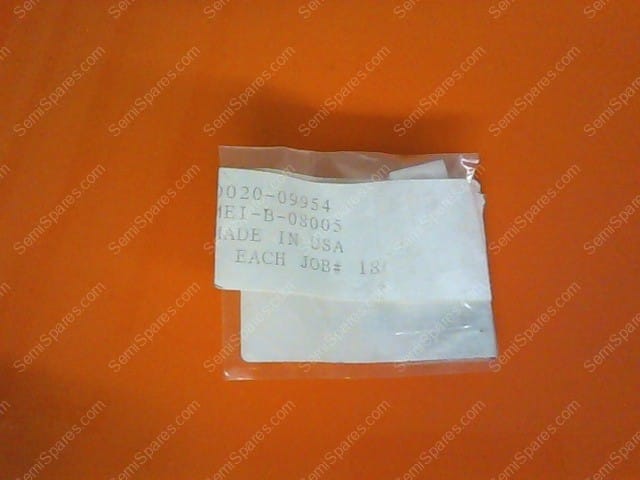 0020-09954
MEI-B-08005
MADE IN USA
EACH JOB# 18
SemiSpares.com